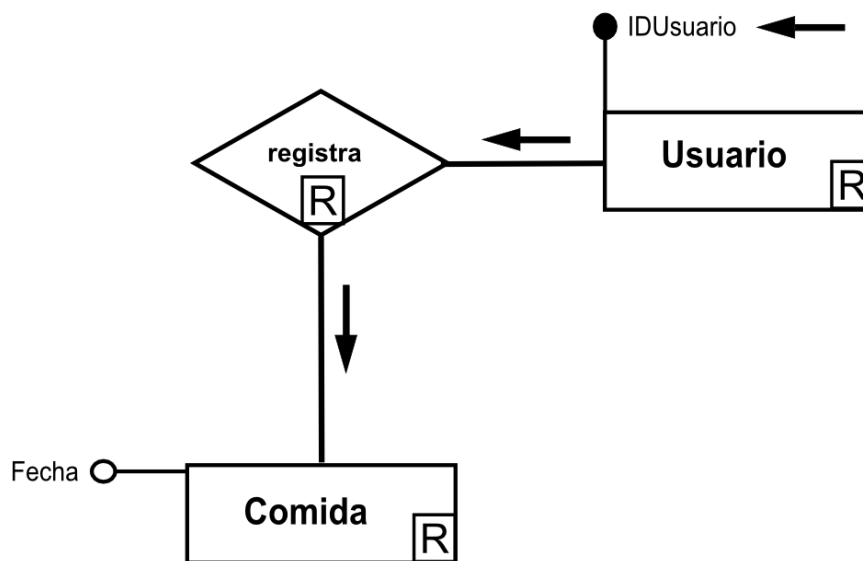 IDUsuario
registra
R
Usuario
R
Fecha
Comida
R